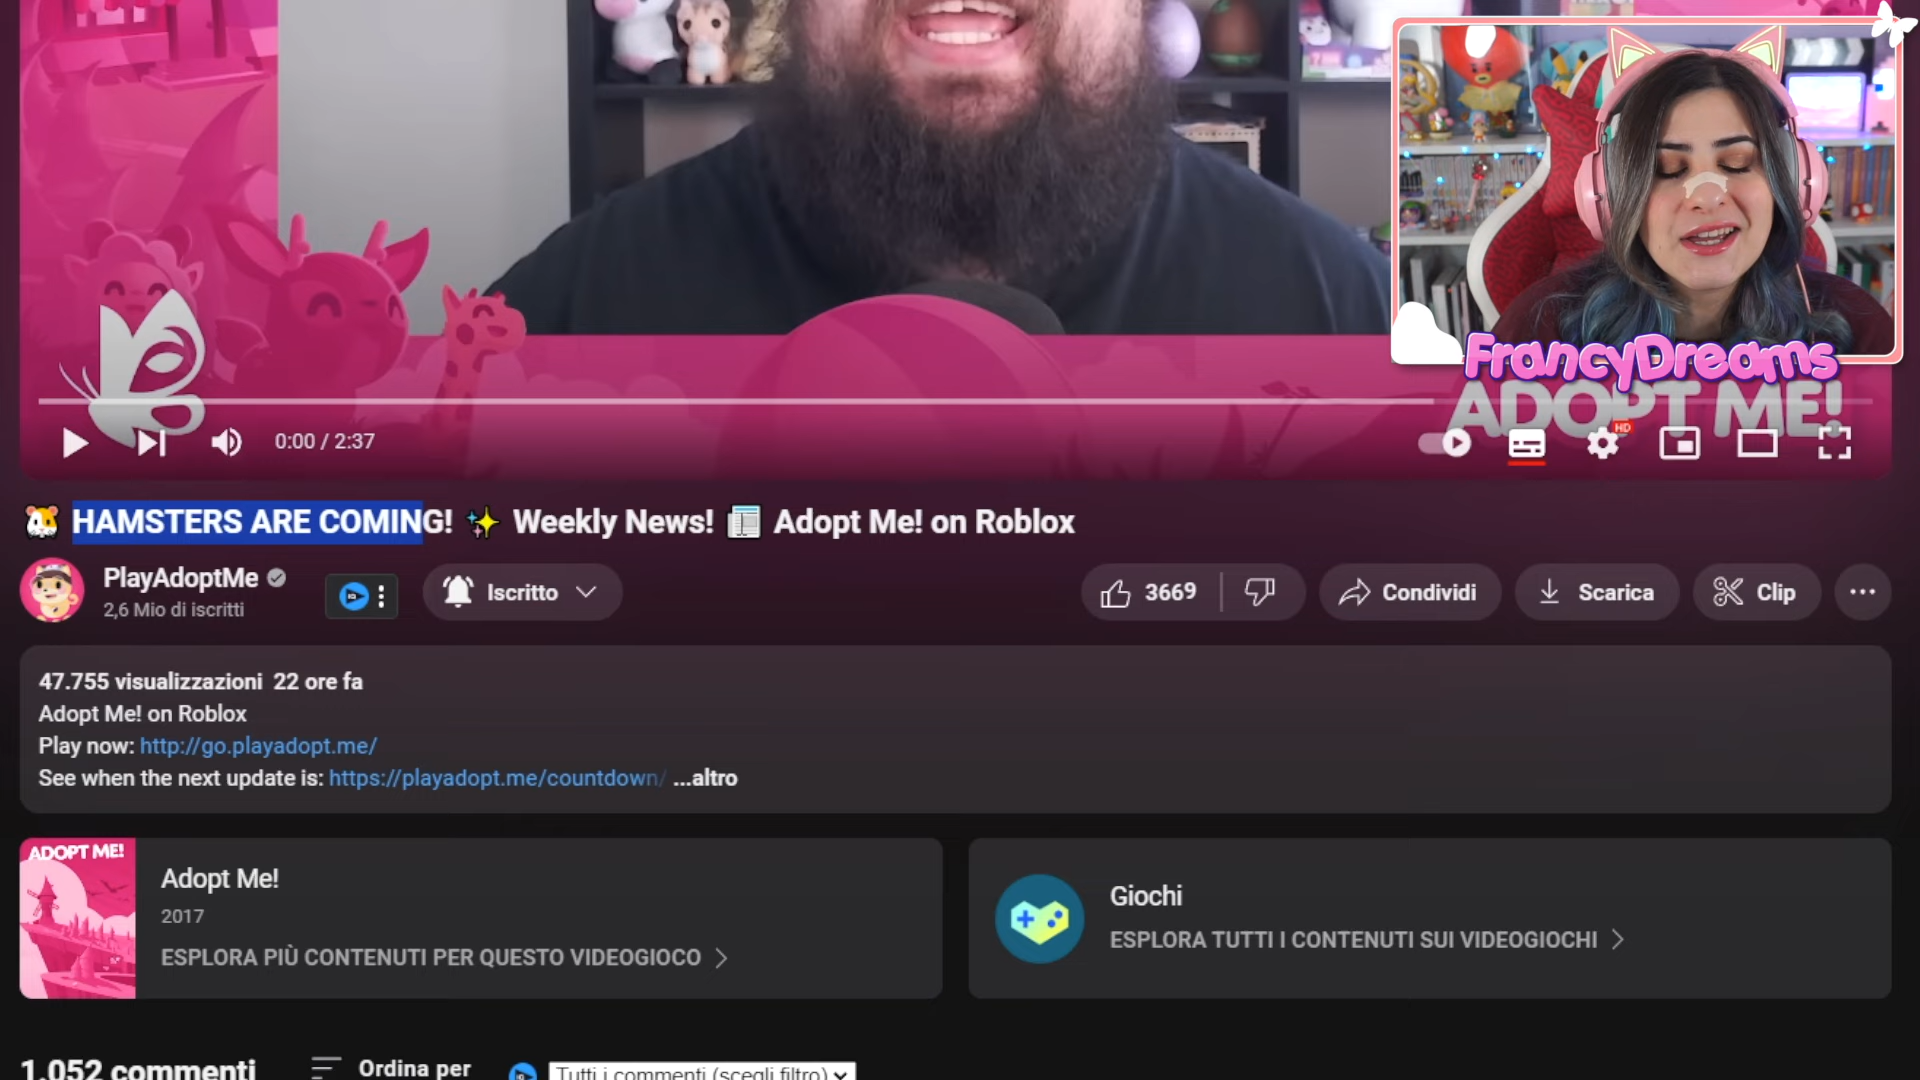 FrancyDreams
ADOPT ME!
0:00 / 2:37
HD
🐹 HAMSTERS ARE COMING! ✨ Weekly News! 📰 Adopt Me! on Roblox
PlayAdoptMe
2,6 Mio di iscritti
Iscritto
3669
Condividi
Scarica
Clip
47.755 visualizzazioni 22 ore fa
Adopt Me! on Roblox
Play now: http://go.playadopt.me/
See when the next update is: https://playadopt.me/countdown/ ...altro
ADOPT ME!
Adopt Me!
2017
ESPLORA PIÙ CONTENUTI PER QUESTO VIDEOGIOCO
Giochi
ESPLORA TUTTI I CONTENUTI SUI VIDEOGIOCHI
1.052 commenti
Ordina per
Tutti i commenti (scegli filtro)